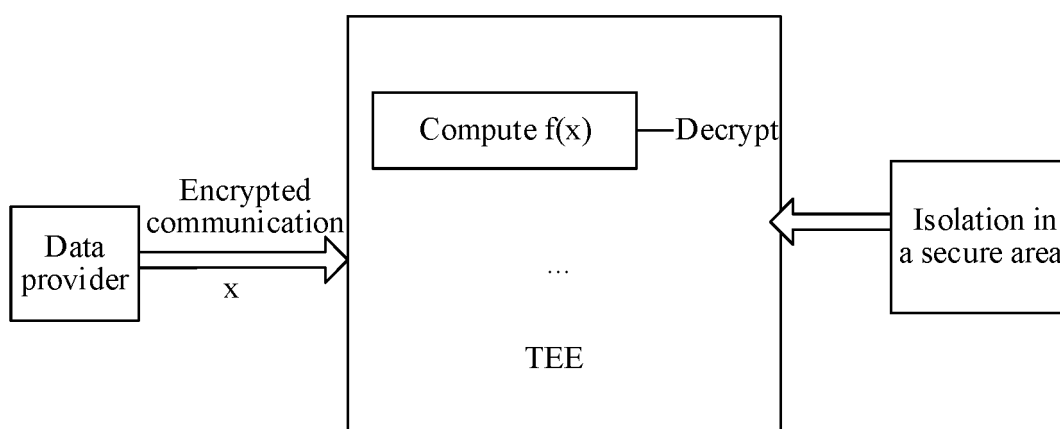 Compute f(x)
Decrypt
Encrypted
communication
Data
provider
x
Isolation in
a secure area
...
TEE